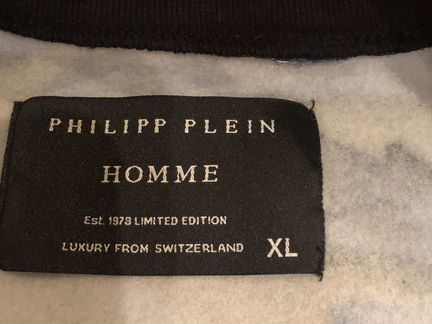 PHILIPP PLEIN
HOMME
Est. 1978 LIMITED EDITION
LUXURY FROM SWITZERLAND XL